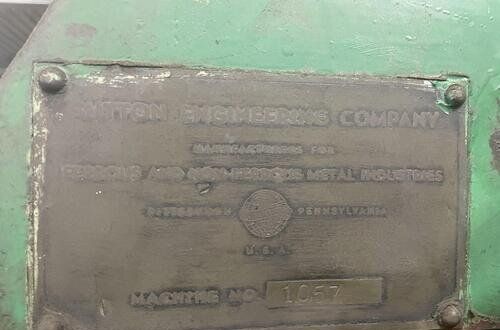 ENGINEERING COMPANY
MANUFACTURERS FOR
FERROUS AND NON-FERROUS METAL INDUSTRIES
PITTSBURGH PENNSYLVANIA
U. S. A.
MACHINE NO. 1057